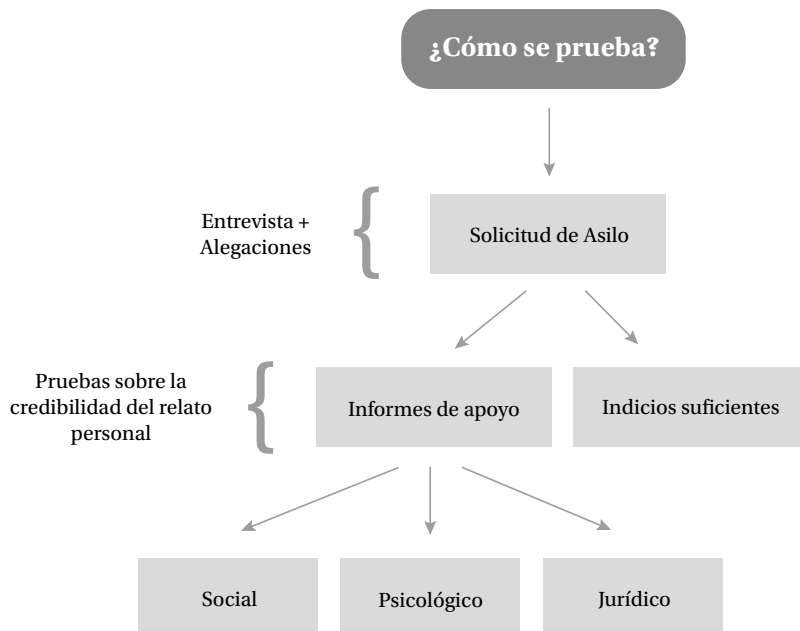 ¿Cómo se prueba?
Entrevista +
Alegaciones
Solicitud de Asilo
Pruebas sobre la
credibilidad del relato
personal
Informes de apoyo
Indicios suficientes
Social
Psicológico
Jurídico